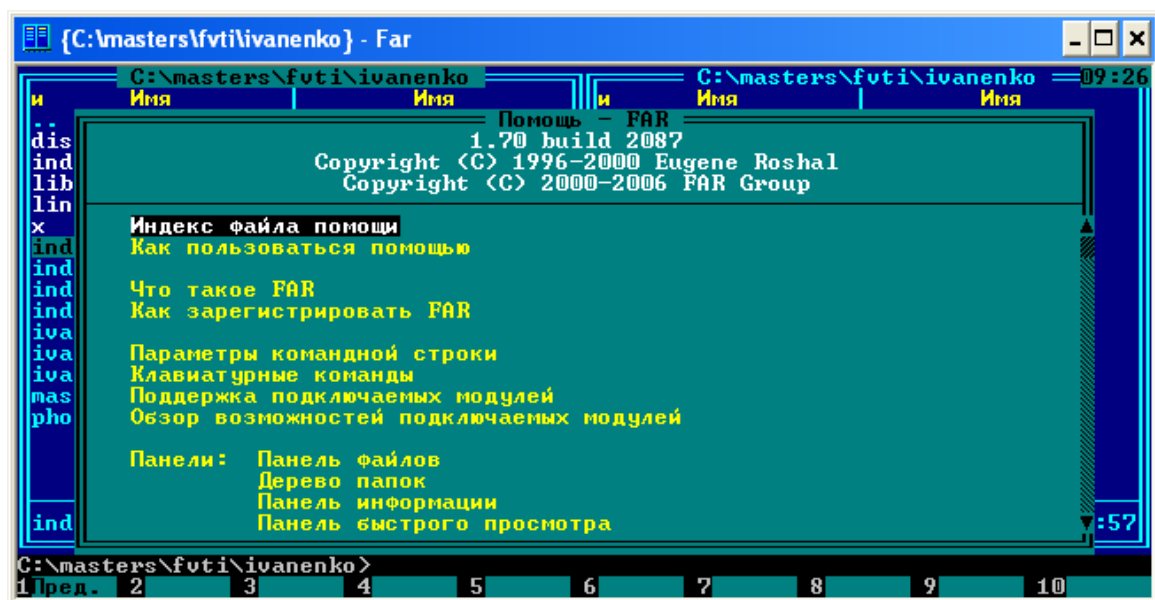 {C:\masters\fvti\ivanenko} - Far
C:\masters\fvti\ivanenko C:\masters\fvti\ivanenko 09:26
и Имя Имя и Имя Имя
..
Помощь - FAR
dis 1.70 build 2087
ind Copyright (C) 1996-2000 Eugene Roshal
lib Copyright (C) 2000-2006 FAR Group
lin
x Индекс файла помощи
ind Как пользоваться помощью
ind
ind Что такое FAR
ind Как зарегистрировать FAR
iva
iva Параметры командной строки
iva Клавиатурные команды
mas Поддержка подключаемых модулей
pho Обзор возможностей подключаемых модулей
Панели: Панель файлов
Дерево папок
Панель информации
ind Панель быстрого просмотра :57
C:\masters\fvti\ivanenko>
1Пред. 2 3 4 5 6 7 8 9 10